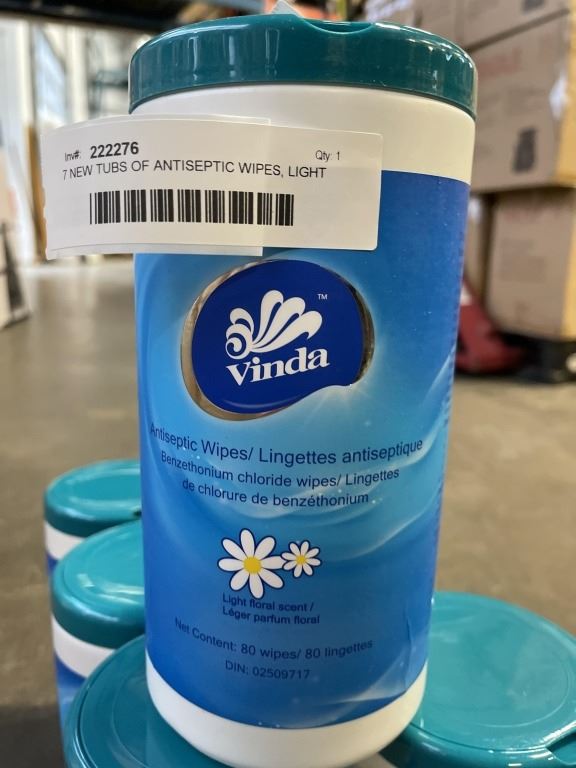 Inv#: 222276 Qty: 1
7 NEW TUBS OF ANTISEPTIC WIPES, LIGHT
Vinda™
Antiseptic Wipes/ Lingettes antiseptique
Benzethonium chloride wipes/ Lingettes
de chlorure de benzéthonium
Light floral scent /
Léger parfum floral
Net Content: 80 wipes/ 80 lingettes
DIN: 02509717